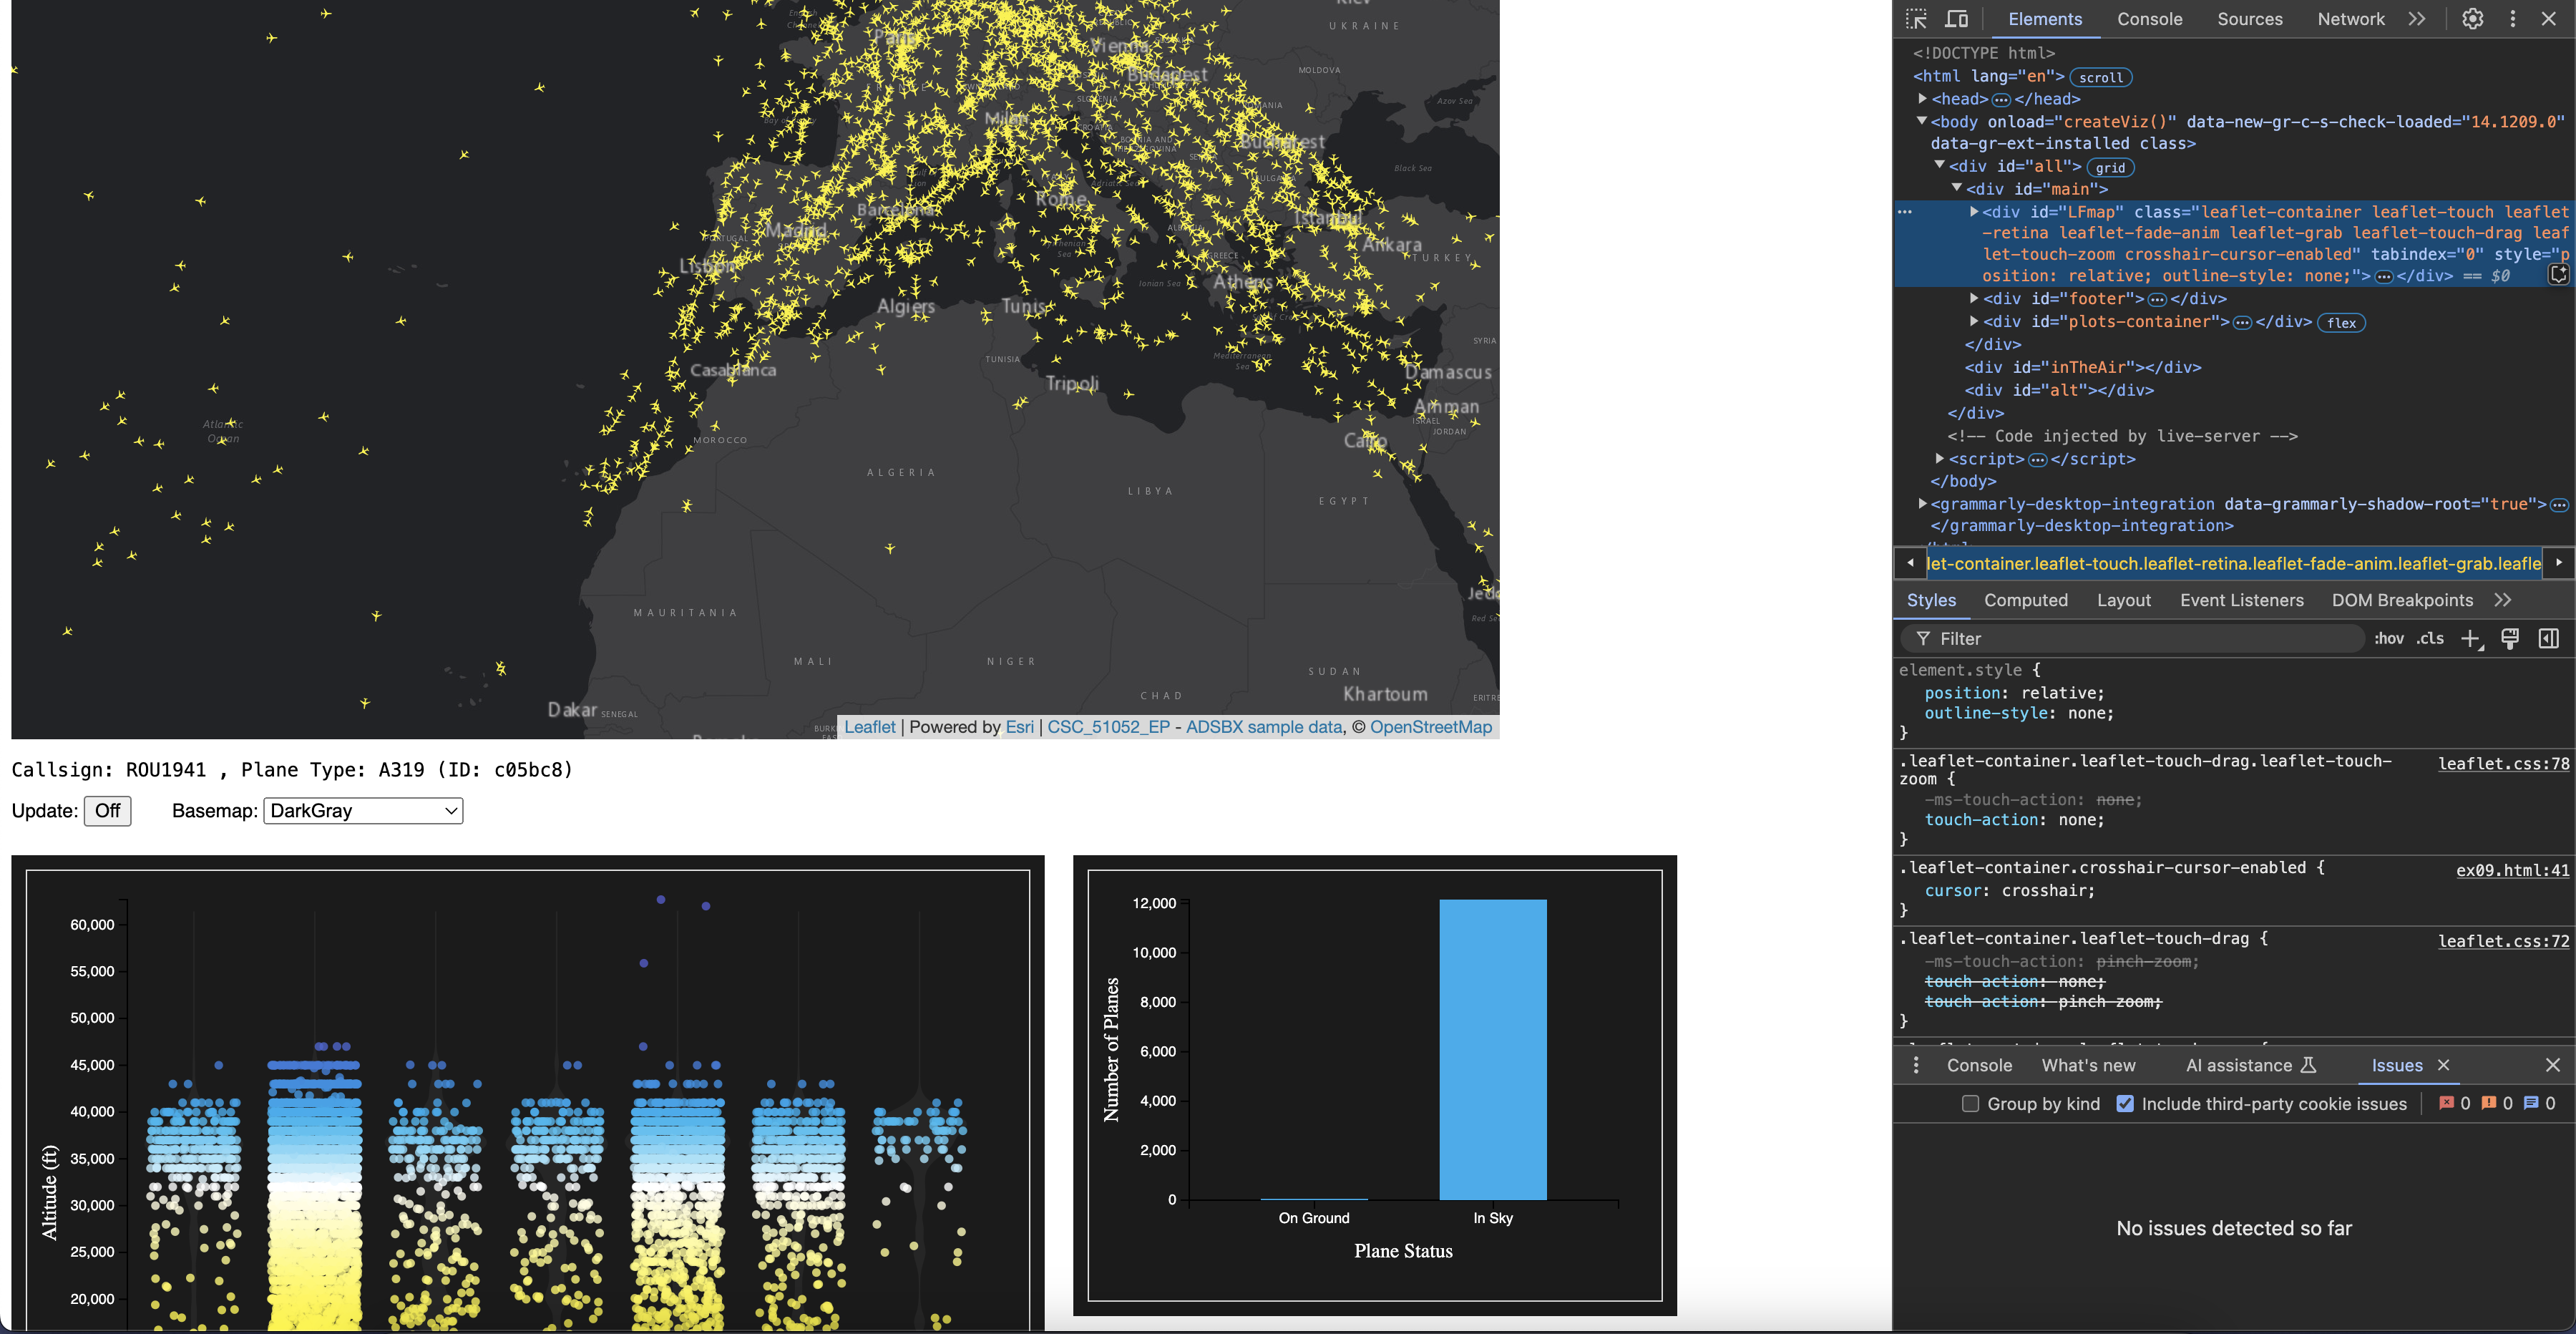 UKRAINE
Paris
Vienna
Budapest
MOLDOVA
Azov Sea
Milan
Bucharest
Black Sea
Barcelona
Rome
Adriatic Sea
Istanbul
Madrid
PORTUGAL
Ankara
TURKEY
Lisbon
GREECE
Athens
Ionian Sea
Algiers
Tunis
TUNISIA
SYRIA
Mediterranean
Sea
Casablanca
Tripoli
Damascus
Amman
ISRAEL
JORDAN
Atlantic
Ocean
MOROCCO
Cairo
ALGERIA
LIBYA
EGYPT
MAURITANIA
MALI
NIGER
SUDAN
CHAD
Khartoum
Dakar SENEGAL
Leaflet | Powered by Esri | CSC_51052_EP - ADSBX sample data, © OpenStreetMap
Callsign: ROU1941 , Plane Type: A319 (ID: c05bc8)
Update: Off Basemap: DarkGray
60,000
55,000
50,000
45,000
40,000
35,000
30,000
25,000
20,000
Altitude (ft)
12,000
10,000
8,000
6,000
4,000
2,000
0
Number of Planes
On Ground In Sky
Plane Status
Elements Console Sources Network
<!DOCTYPE html>
<html lang="en"> scroll
<head> ⋯ </head>
<body onload="createViz()" data-new-gr-c-s-check-loaded="14.1209.0"
data-gr-ext-installed class>
<div id="all"> grid
<div id="main">
<div id="LFmap" class="leaflet-container leaflet-touch leaflet
-retina leaflet-fade-anim leaflet-grab leaflet-touch-drag leaf
let-touch-zoom crosshair-cursor-enabled" tabindex="0" style="p
osition: relative; outline-style: none;"> ⋯ </div> == $0
<div id="footer"> ⋯ </div>
<div id="plots-container"> ⋯ </div> flex
</div>
<div id="inTheAir"></div>
<div id="alt"></div>
</div>
<!-- Code injected by live-server -->
<script> ⋯ </script>
</body>
<grammarly-desktop-integration data-grammarly-shadow-root="true"> ⋯
</grammarly-desktop-integration>
let-container.leaflet-touch.leaflet-retina.leaflet-fade-anim.leaflet-grab.leafle
Styles Computed Layout Event Listeners DOM Breakpoints
Filter :hov .cls
element.style {
position: relative;
outline-style: none;
}
.leaflet-container.leaflet-touch-drag.leaflet-touch- leaflet.css:78
zoom {
-ms-touch-action: none;
touch-action: none;
}
.leaflet-container.crosshair-cursor-enabled { ex09.html:41
cursor: crosshair;
}
.leaflet-container.leaflet-touch-drag { leaflet.css:72
-ms-touch-action: pinch-zoom;
touch-action: none;
touch-action: pinch-zoom;
}
Console What's new AI assistance Issues
Group by kind Include third-party cookie issues 0 0 0
No issues detected so far